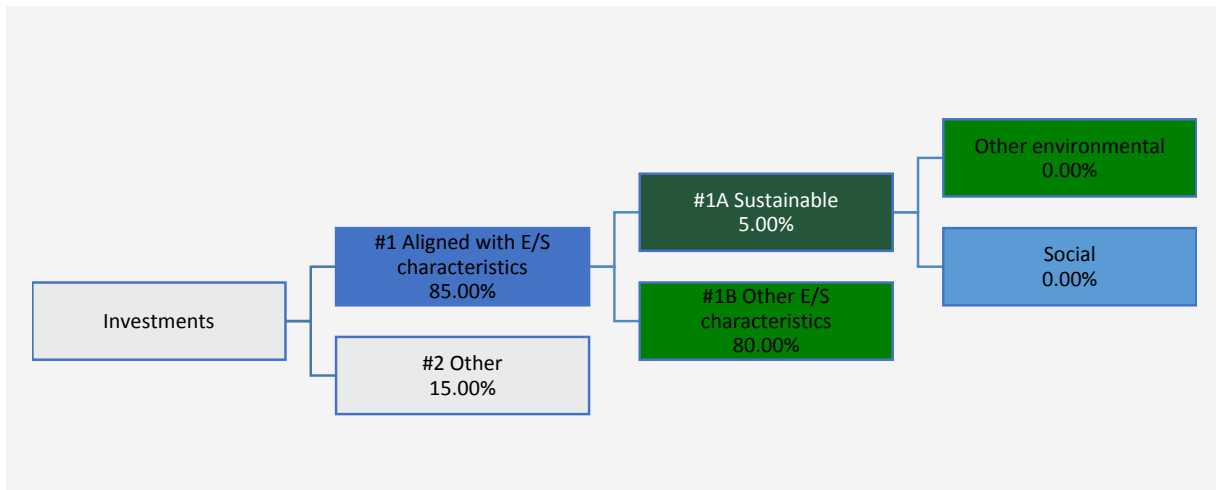 Investments
#1 Aligned with E/S
characteristics
85.00%
#2 Other
15.00%
#1A Sustainable
5.00%
#1B Other E/S
characteristics
80.00%
Other environmental
0.00%
Social
0.00%